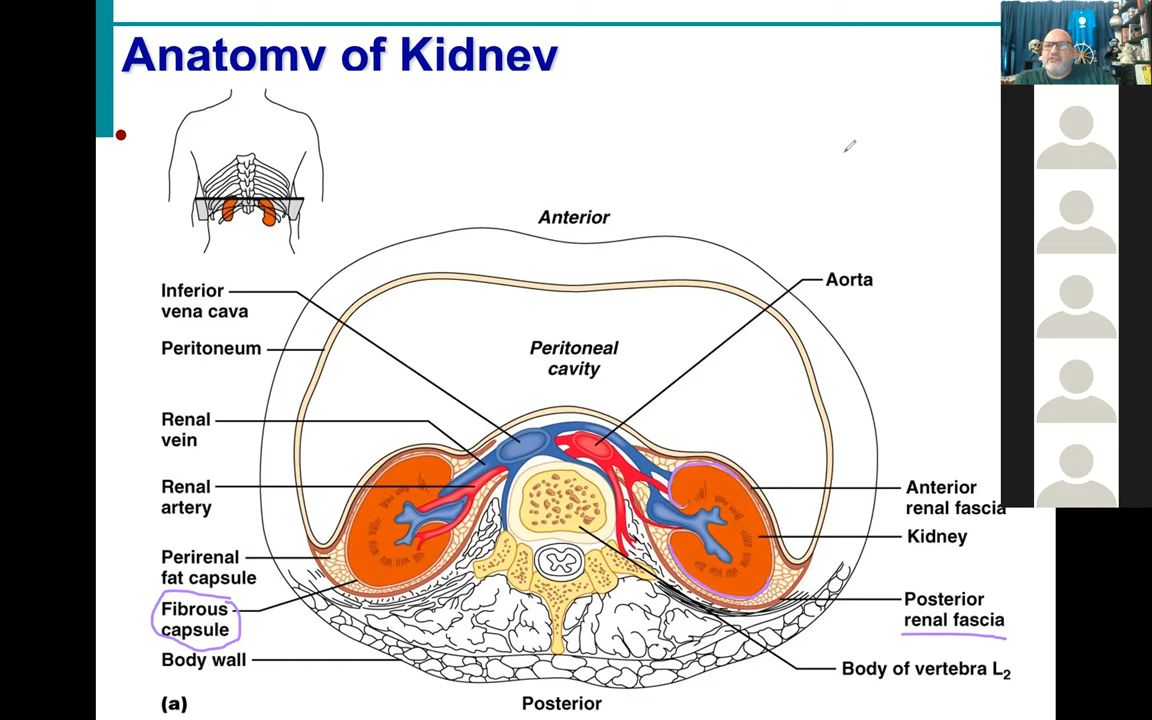 Anatomy of Kidney
Anterior
Inferior
vena cava
Aorta
Peritoneum
Peritoneal
cavity
Renal
vein
Renal
artery
Anterior
renal fascia
Kidney
Perirenal
fat capsule
Fibrous
capsule
Posterior
renal fascia
Body wall
Body of vertebra L2
(a)
Posterior